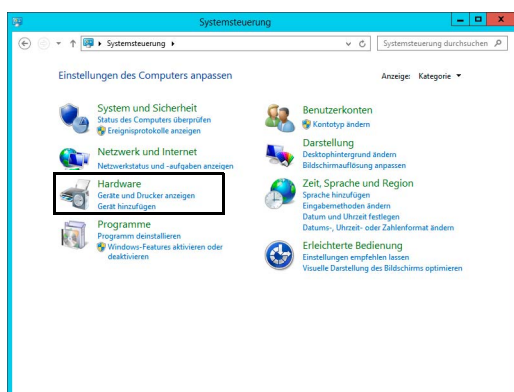 Systemsteuerung
Systemsteuerung
Systemsteuerung durchsuchen
Einstellungen des Computers anpassen
Anzeige: Kategorie
System und Sicherheit
Status des Computers überprüfen
Ereignisprotokolle anzeigen
Netzwerk und Internet
Netzwerkstatus und -aufgaben anzeigen
Hardware
Geräte und Drucker anzeigen
Gerät hinzufügen
Programme
Programm deinstallieren
Windows-Features aktivieren oder
deaktivieren
Benutzerkonten
Kontotyp ändern
Darstellung
Desktophintergrund ändern
Bildschirmauflösung anpassen
Zeit, Sprache und Region
Sprache hinzufügen
Eingabemethoden ändern
Datum und Uhrzeit festlegen
Datums-, Uhrzeit- oder Zahlenformat ändern
Erleichterte Bedienung
Einstellungen empfehlen lassen
Visuelle Darstellung des Bildschirms optimieren